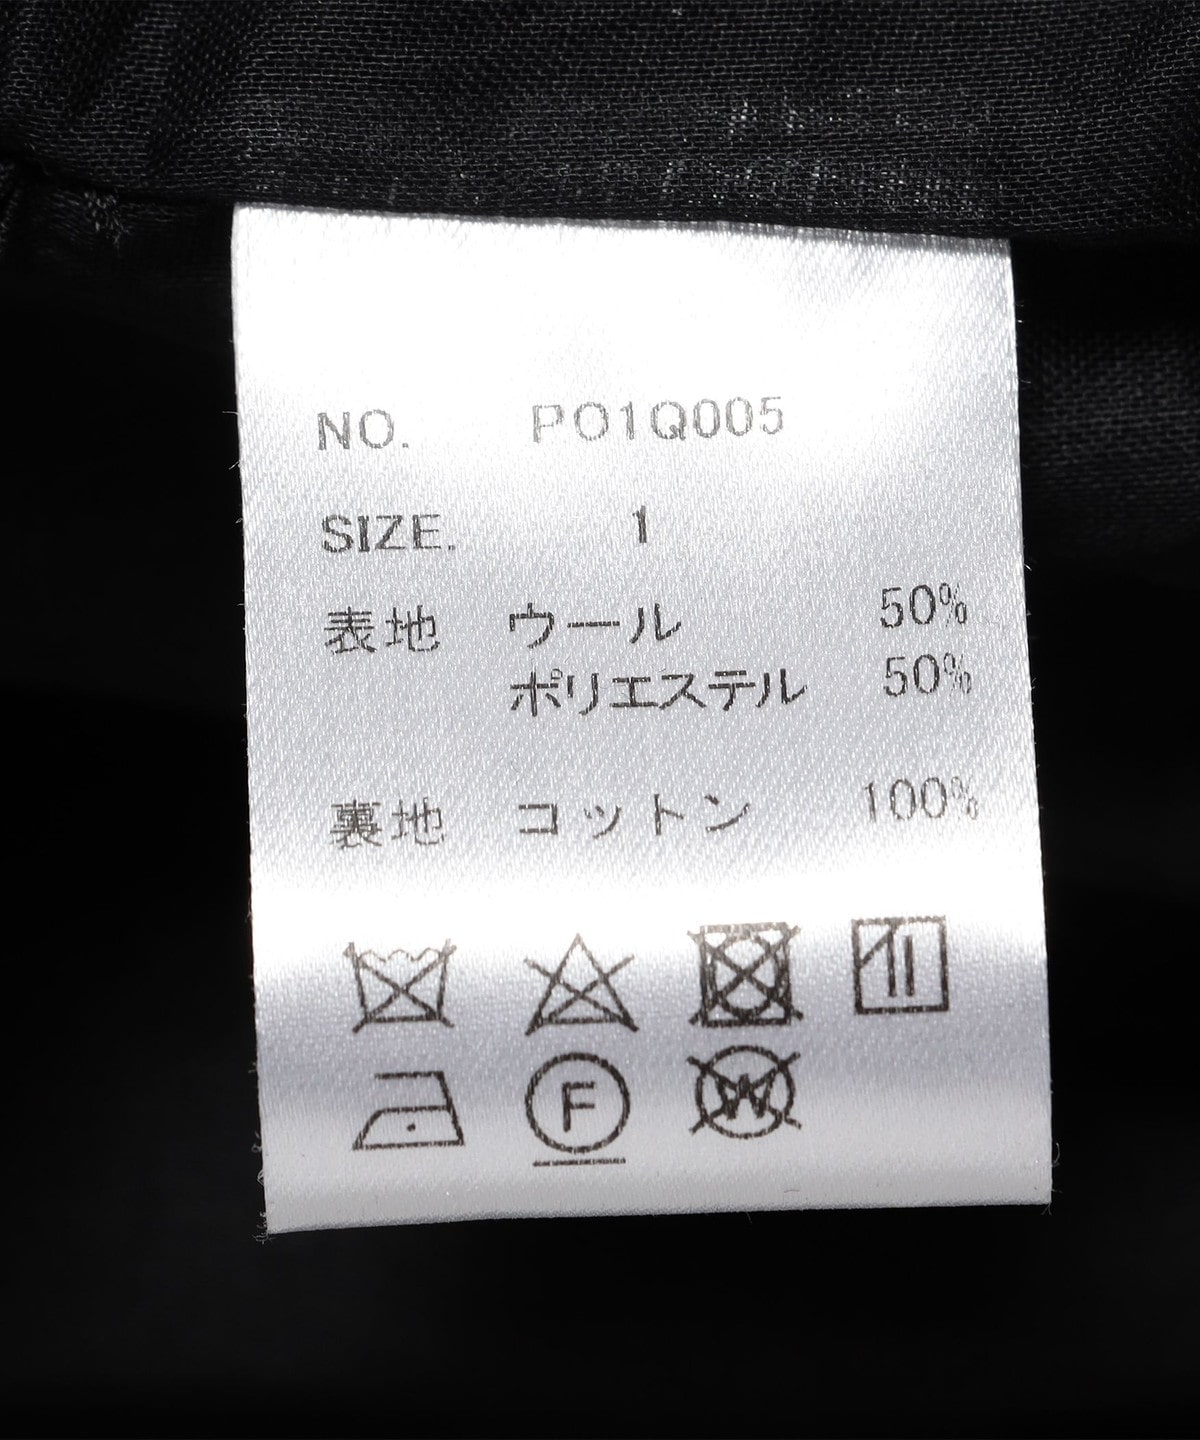 NO. PO1Q005
SIZE. 1
表地 ウール 50%
ポリエステル 50%
裏地 コットン 100%
F W